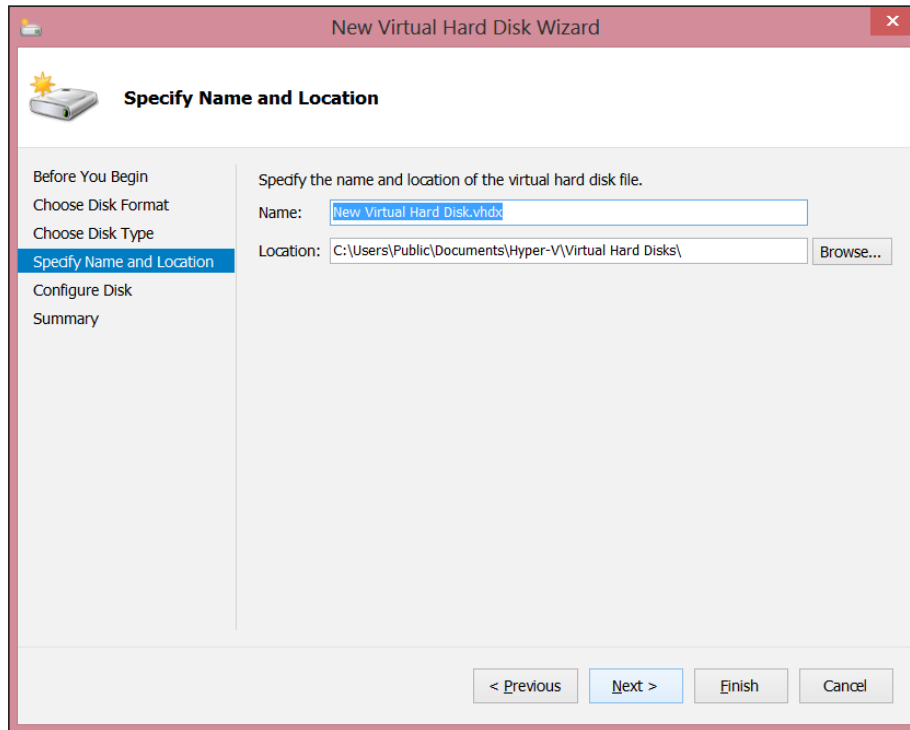 New Virtual Hard Disk Wizard
Specify Name and Location
Before You Begin
Choose Disk Format
Choose Disk Type
Specify Name and Location
Configure Disk
Summary
Specify the name and location of the virtual hard disk file.
Name: New Virtual Hard Disk.vhdx
Location: C:\Users\Public\Documents\Hyper-V\Virtual Hard Disks\ Browse...
< Previous Next > Finish Cancel